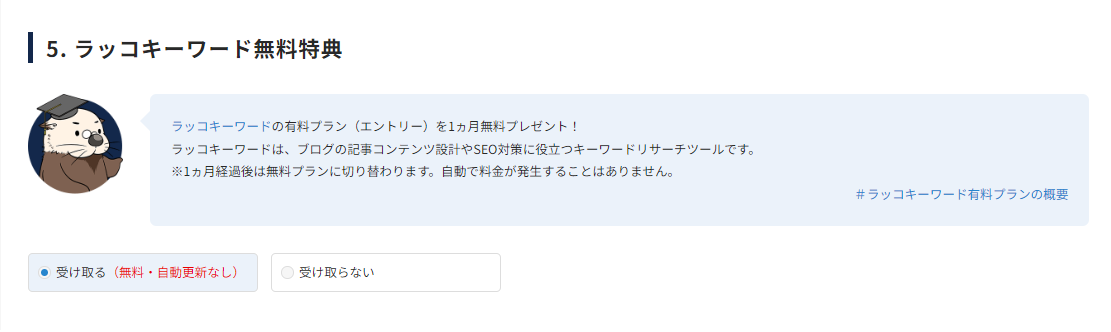 5. ラッコキーワード無料特典
ラッコキーワードの有料プラン（エントリー）を1ヵ月無料プレゼント！
ラッコキーワードは、ブログの記事コンテンツ設計やSEO対策に役立つキーワードリサーチツールです。
※1ヵ月経過後は無料プランに切り替わります。自動で料金が発生することはありません。
＃ラッコキーワード有料プランの概要
受け取る（無料・自動更新なし）
受け取らない